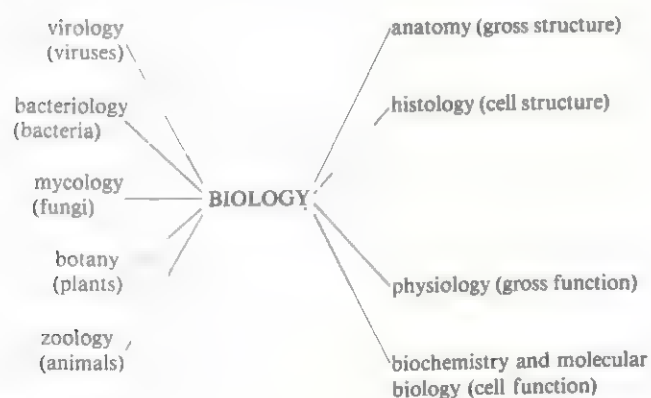 virology
(viruses)
bacteriology
(bacteria)
mycology
(fungi)
botany
(plants)
zoology
(animals)
BIOLOGY
anatomy (gross structure)
histology (cell structure)
physiology (gross function)
biochemistry and molecular
biology (cell function)